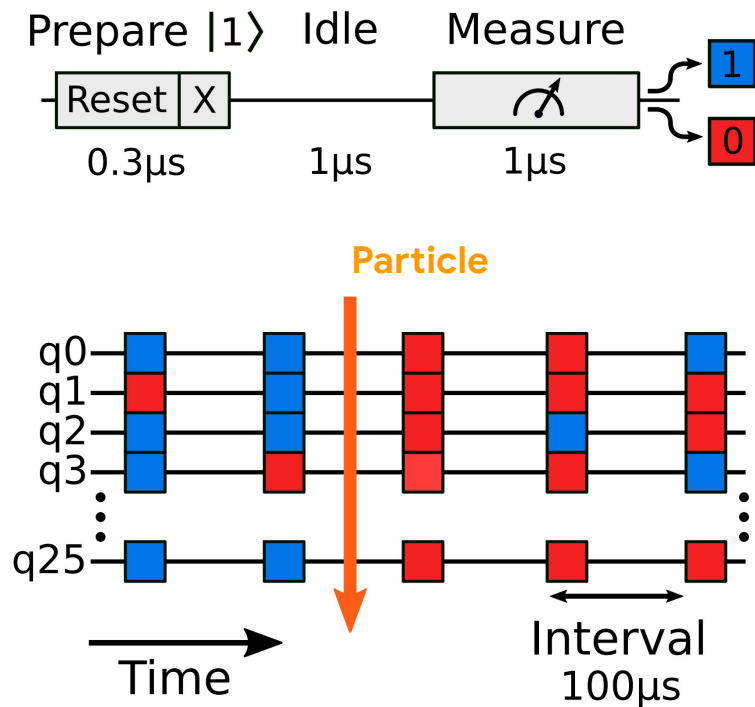 Prepare |1⟩ Idle Measure
Reset X
1
0
0.3μs 1μs 1μs
Particle
q0
q1
q2
q3
q25
Time
Interval
100μs